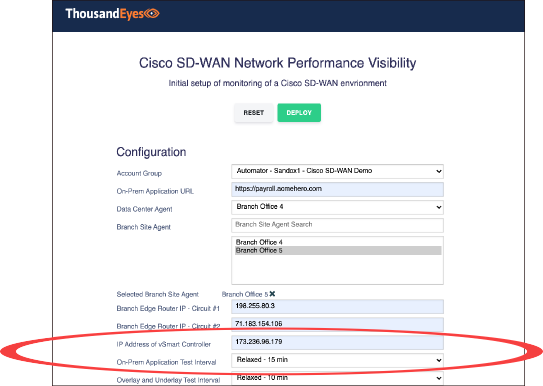 ThousandEyes
Cisco SD-WAN Network Performance Visibility
Initial setup of monitoring of a Cisco SD-WAN envrionment
RESET DEPLOY
Configuration
Account Group Automator - Sandox1 - Cisco SD-WAN Demo
On-Prem Application URL https://payroll.acmehero.com
Data Center Agent Branch Office 4
Branch Site Agent Branch Site Agent Search
Branch Office 4
Branch Office 5
Selected Branch Site Agent Branch Office 5 ✖
Branch Edge Router IP - Circuit #1 198.255.80.3
Branch Edge Router IP - Circuit #2 71.183.154.106
IP Address of vSmart Controller 173.236.96.179
On-Prem Application Test Interval Relaxed - 15 min
Overlay and Underlay Test Interval Relaxed - 10 min